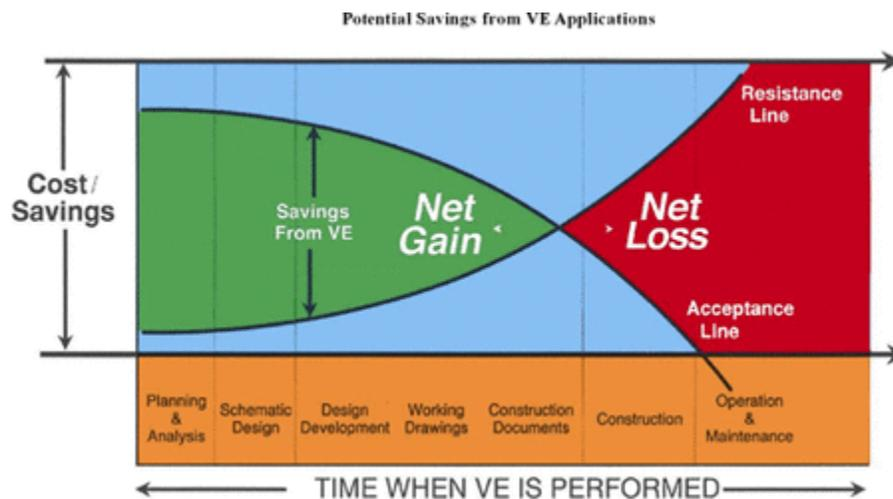 Potential Savings from VE Applications
Cost/
Savings
Savings
From VE
Net
Gain
Net
Loss
Resistance
Line
Acceptance
Line
Planning
&
Analysis
Schematic
Design
Design
Development
Working
Drawings
Construction
Documents
Construction
Operation
&
Maintenance
TIME WHEN VE IS PERFORMED